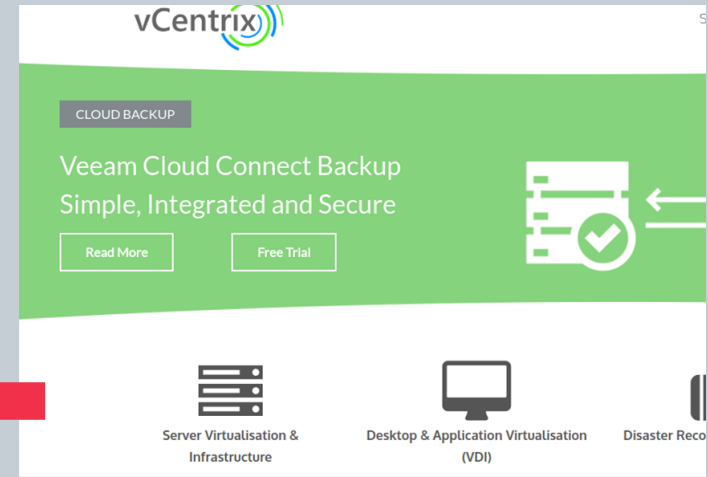 vCentrix
CLOUD BACKUP
Veeam Cloud Connect Backup
Simple, Integrated and Secure
Read More
Free Trial
Server Virtualisation &
Infrastructure
Desktop & Application Virtualisation
(VDI)
Disaster